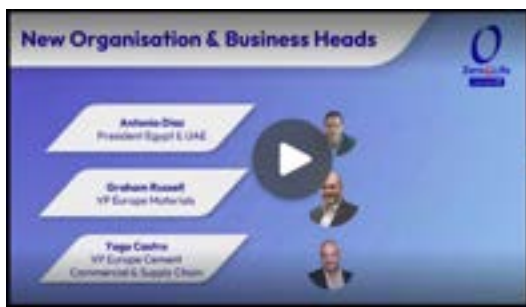 New Organisation & Business Heads
Antonio Diaz
President Egypt & UAE
Graham Russell
VP Europe Materials
Yago Castro
VP Europe Cement
Commercial & Supply Chain